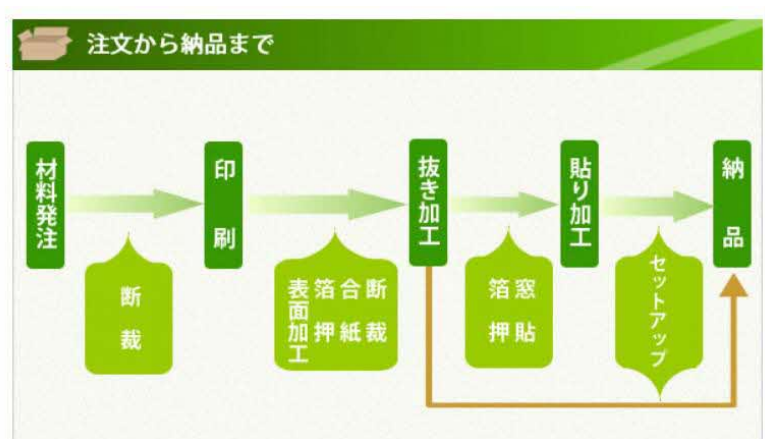 注文から納品まで
材料発注
断裁
印刷
断裁
合紙
箔押
表面加工
抜き加工
窓貼
箔押
貼り加工
セットアップ
納品